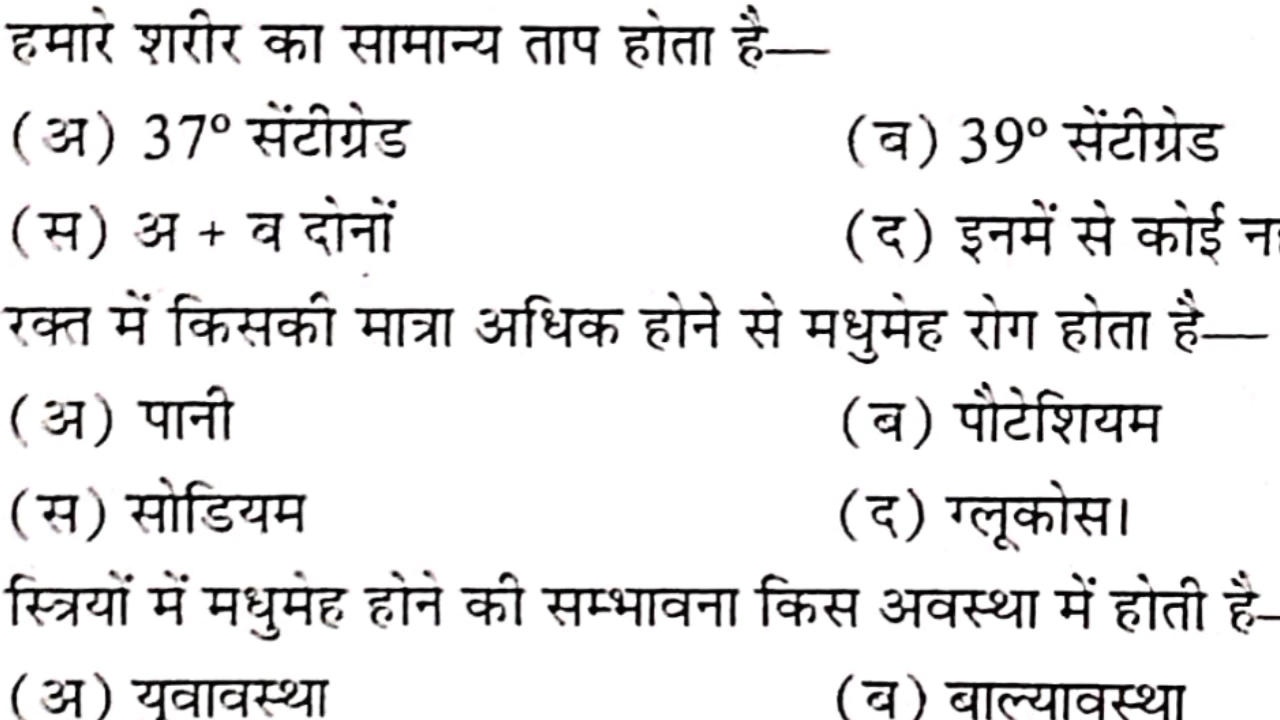 हमारे शरीर का सामान्य ताप होता है—
(अ) 37° सेंटीग्रेड (व) 39° सेंटीग्रेड
(स) अ + व दोनों (द) इनमें से कोई
रक्त में किसकी मात्रा अधिक होने से मधुमेह रोग होता है—
(अ) पानी (ब) पौटेशियम
(स) सोडियम (द) ग्लूकोस।
स्त्रियों में मधुमेह होने की सम्भावना किस अवस्था में होती है—
(अ) युवावस्था (ब) बाल्यावस्था